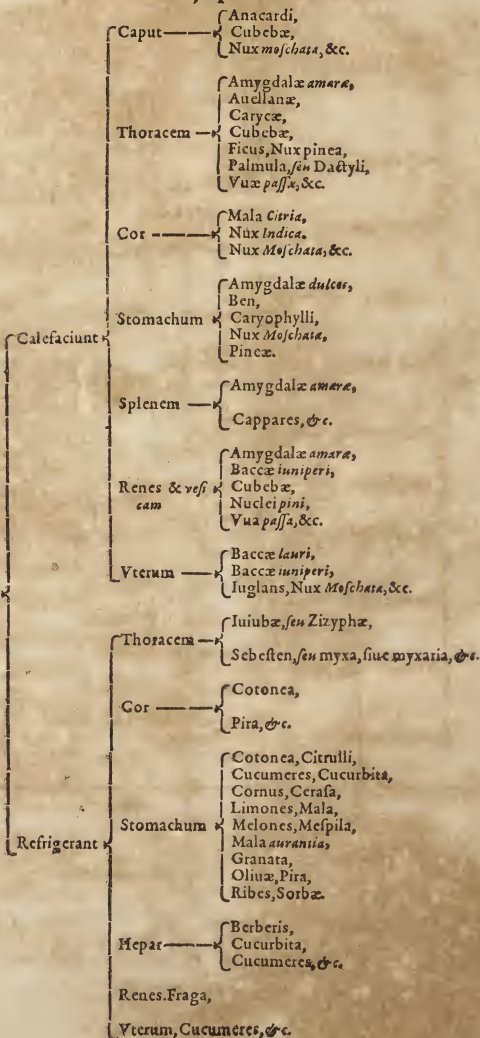 Anacardi,
Caput Cubebæ,
Nux moſchata, &c.
Amygdalæ amaræ,
Auellanæ,
Carycæ,
Thoracem Cubebæ,
Ficus, Nux pinea,
Palmula, ſeu Dactyli,
Vuæ paſſæ, &c.
Mala Citria,
Cor Nux Indica.
Nux Moſchata, &c.
Amygdalæ dulces,
Ben,
Stomachum Caryophylli,
Nux Moſchata,
Pineæ.
Calefaciunt
Amygdalæ amaræ,
Splenem
Cappares, &c.
Amygdalæ amaræ,
Baccæ iuniperi,
Renes & veſi Cubebæ,
cam Nuclei pini,
Vua paſſa, &c.
Baccæ lauri,
Vterum Baccæ iuniperi,
Iuglans, Nux Moſchata, &c.
Iuiubæ, ſeu Zizyphæ,
Thoracem
Sebeſten, ſeu myxa, ſiue myxaria, &c.
Cotonea,
Cor
Pira, &c.
Cotonea, Citrulli,
Cucumeres, Cucurbita,
Cornus, Ceraſa,
Limones, Mala,
Stomachum Melones, Meſpila,
Mala aurantia,
Refrigerant
Granata,
Oliuæ, Pira,
Ribes, Sorbæ.
Berberis,
Hepar Cucurbita,
Cucumeres, &c.
Renes. Fraga,
Vterum, Cucumeres, &c.